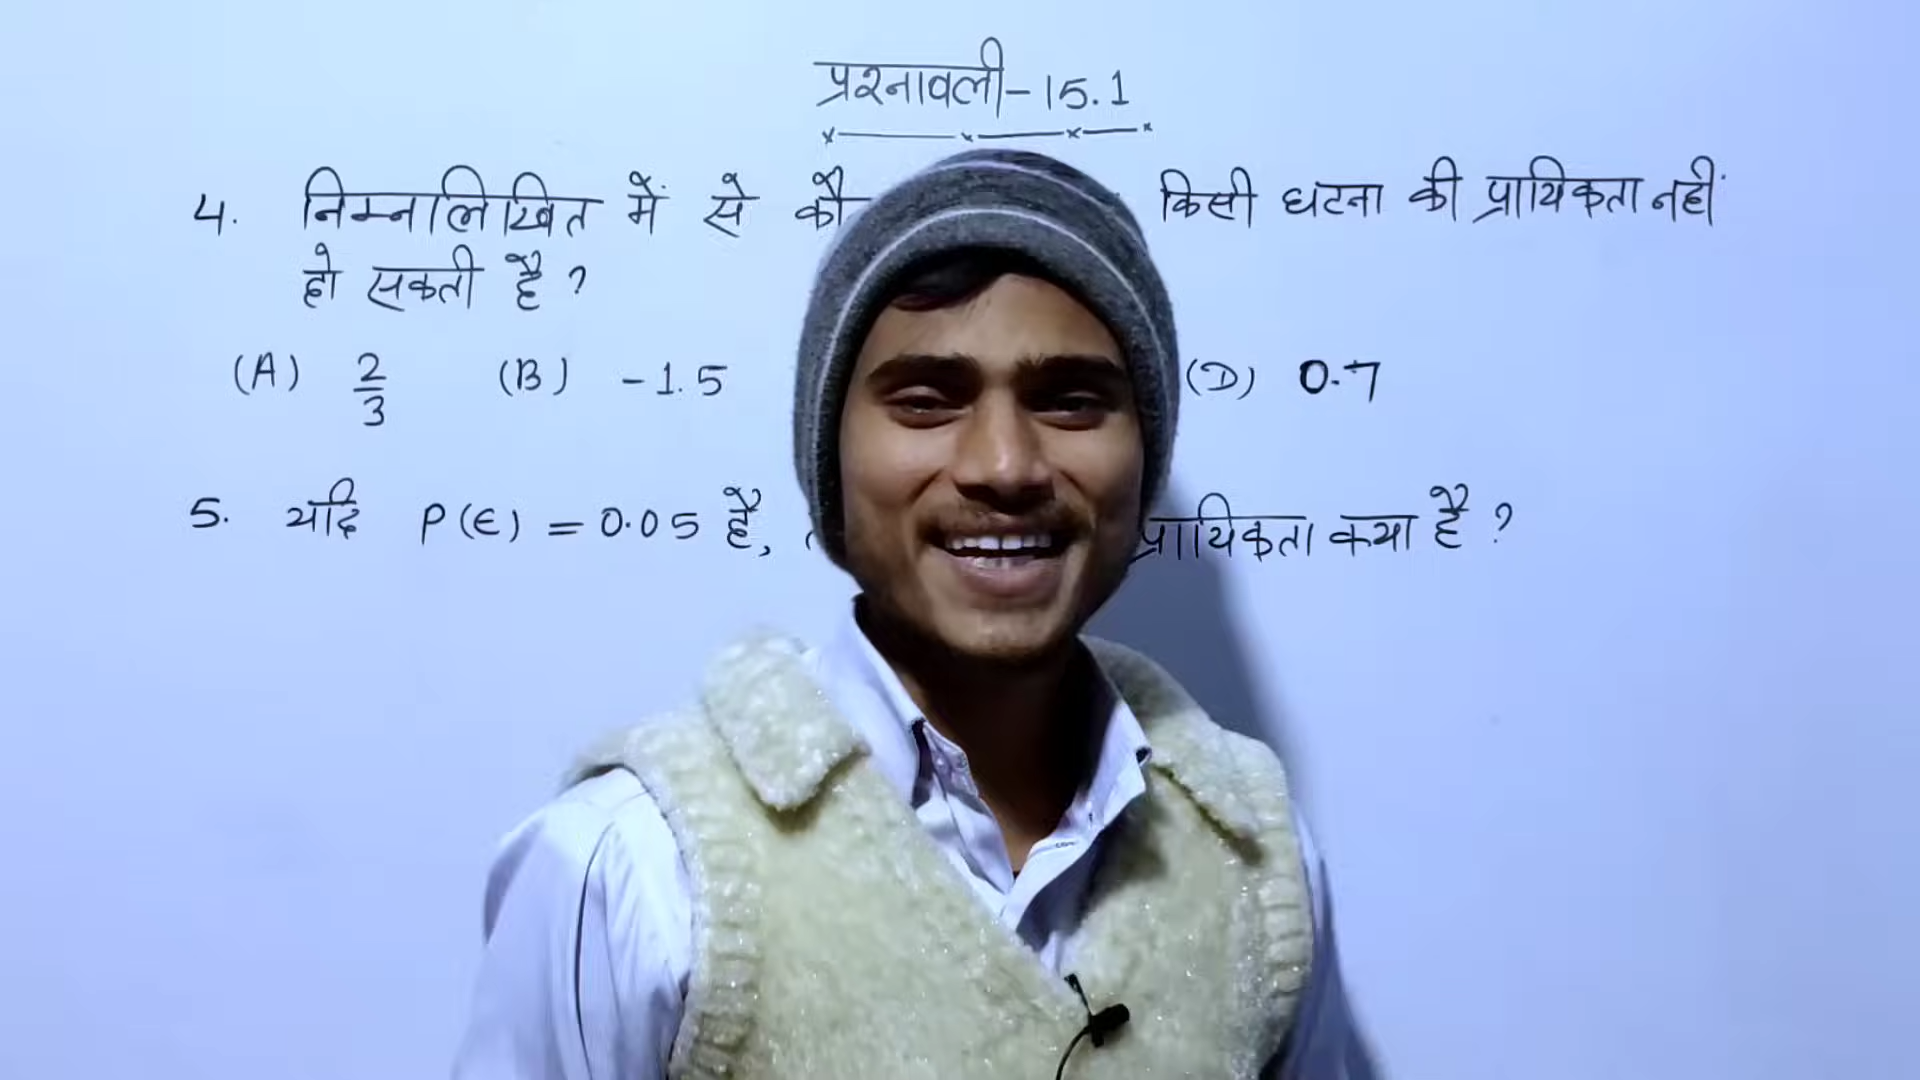 प्रश्नावली-15.1
4. निम्नलिखित में से किसी घटना की प्रायिकता नहीं
हो सकती है ?
(A) 2/3 (B) -1.5 (D) 0.7
5. यदि P(E) = 0.05 है, प्रायिकता क्या है ?